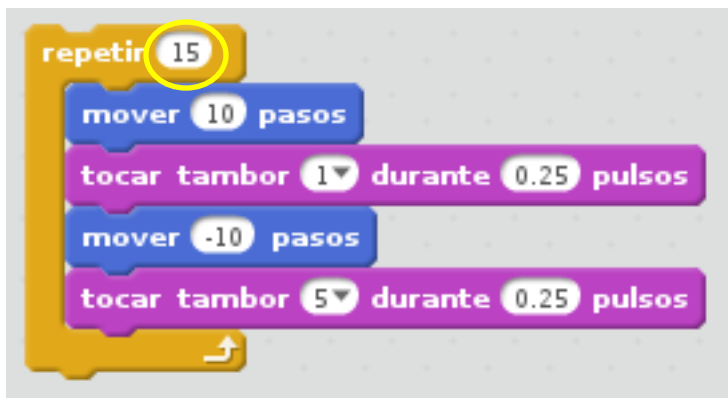 repetir 15
mover 10 pasos
tocar tambor 1 durante 0.25 pulsos
mover -10 pasos
tocar tambor 5 durante 0.25 pulsos